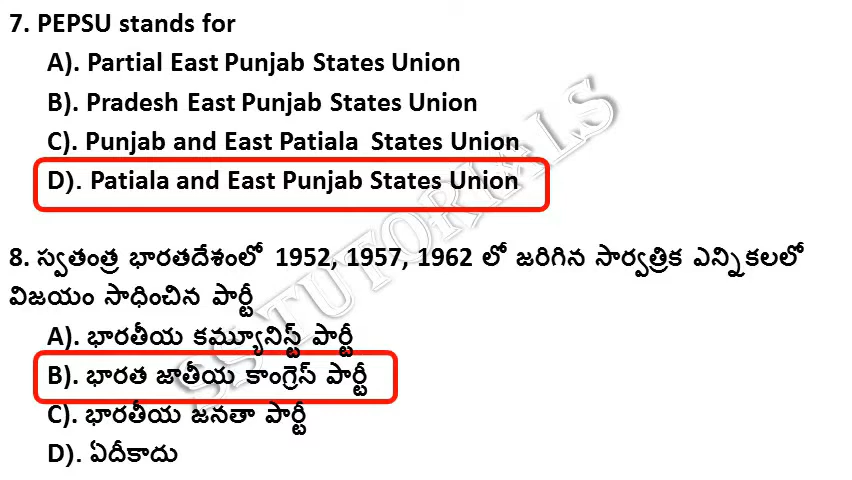 7. PEPSU stands for
A). Partial East Punjab States Union
B). Pradesh East Punjab States Union
C). Punjab and East Patiala States Union
D). Patiala and East Punjab States Union
8. స్వతంత్ర భారతదేశంలో 1952, 1957, 1962 లో జరిగిన సార్వత్రిక ఎన్నికలలో
విజయం సాధించిన పార్టీ
A). భారతీయ కమ్యూనిస్ట్ పార్టీ
B). భారత జాతీయ కాంగ్రెస్ పార్టీ
C). భారతీయ జనతా పార్టీ
D). ఏదీకాదు
SS TUTORIALS